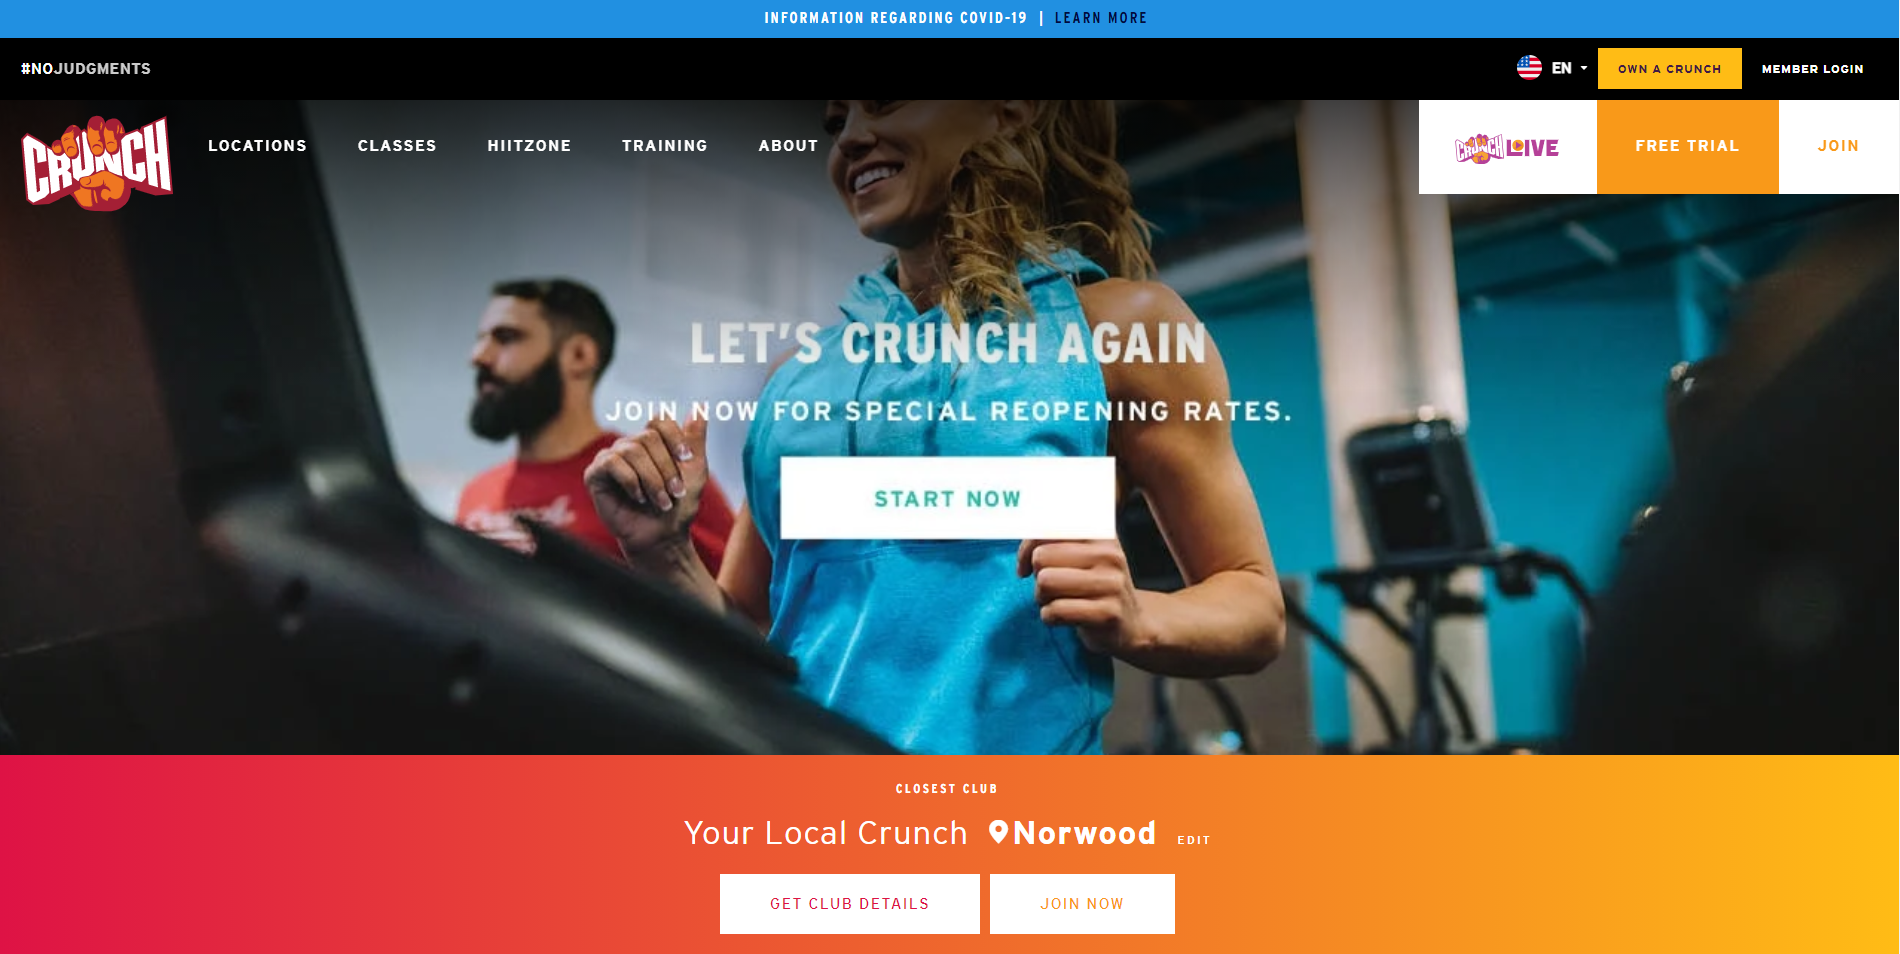 INFORMATION REGARDING COVID-19 | LEARN MORE
#NOJUDGMENTS
EN
OWN A CRUNCH
MEMBER LOGIN
CRUNCH
LOCATIONS
CLASSES
HIITZONE
TRAINING
ABOUT
CRUNCH LIVE
FREE TRIAL
JOIN
LET'S CRUNCH AGAIN
JOIN NOW FOR SPECIAL REOPENING RATES.
START NOW
CLOSEST CLUB
Your Local Crunch Norwood EDIT
GET CLUB DETAILS
JOIN NOW